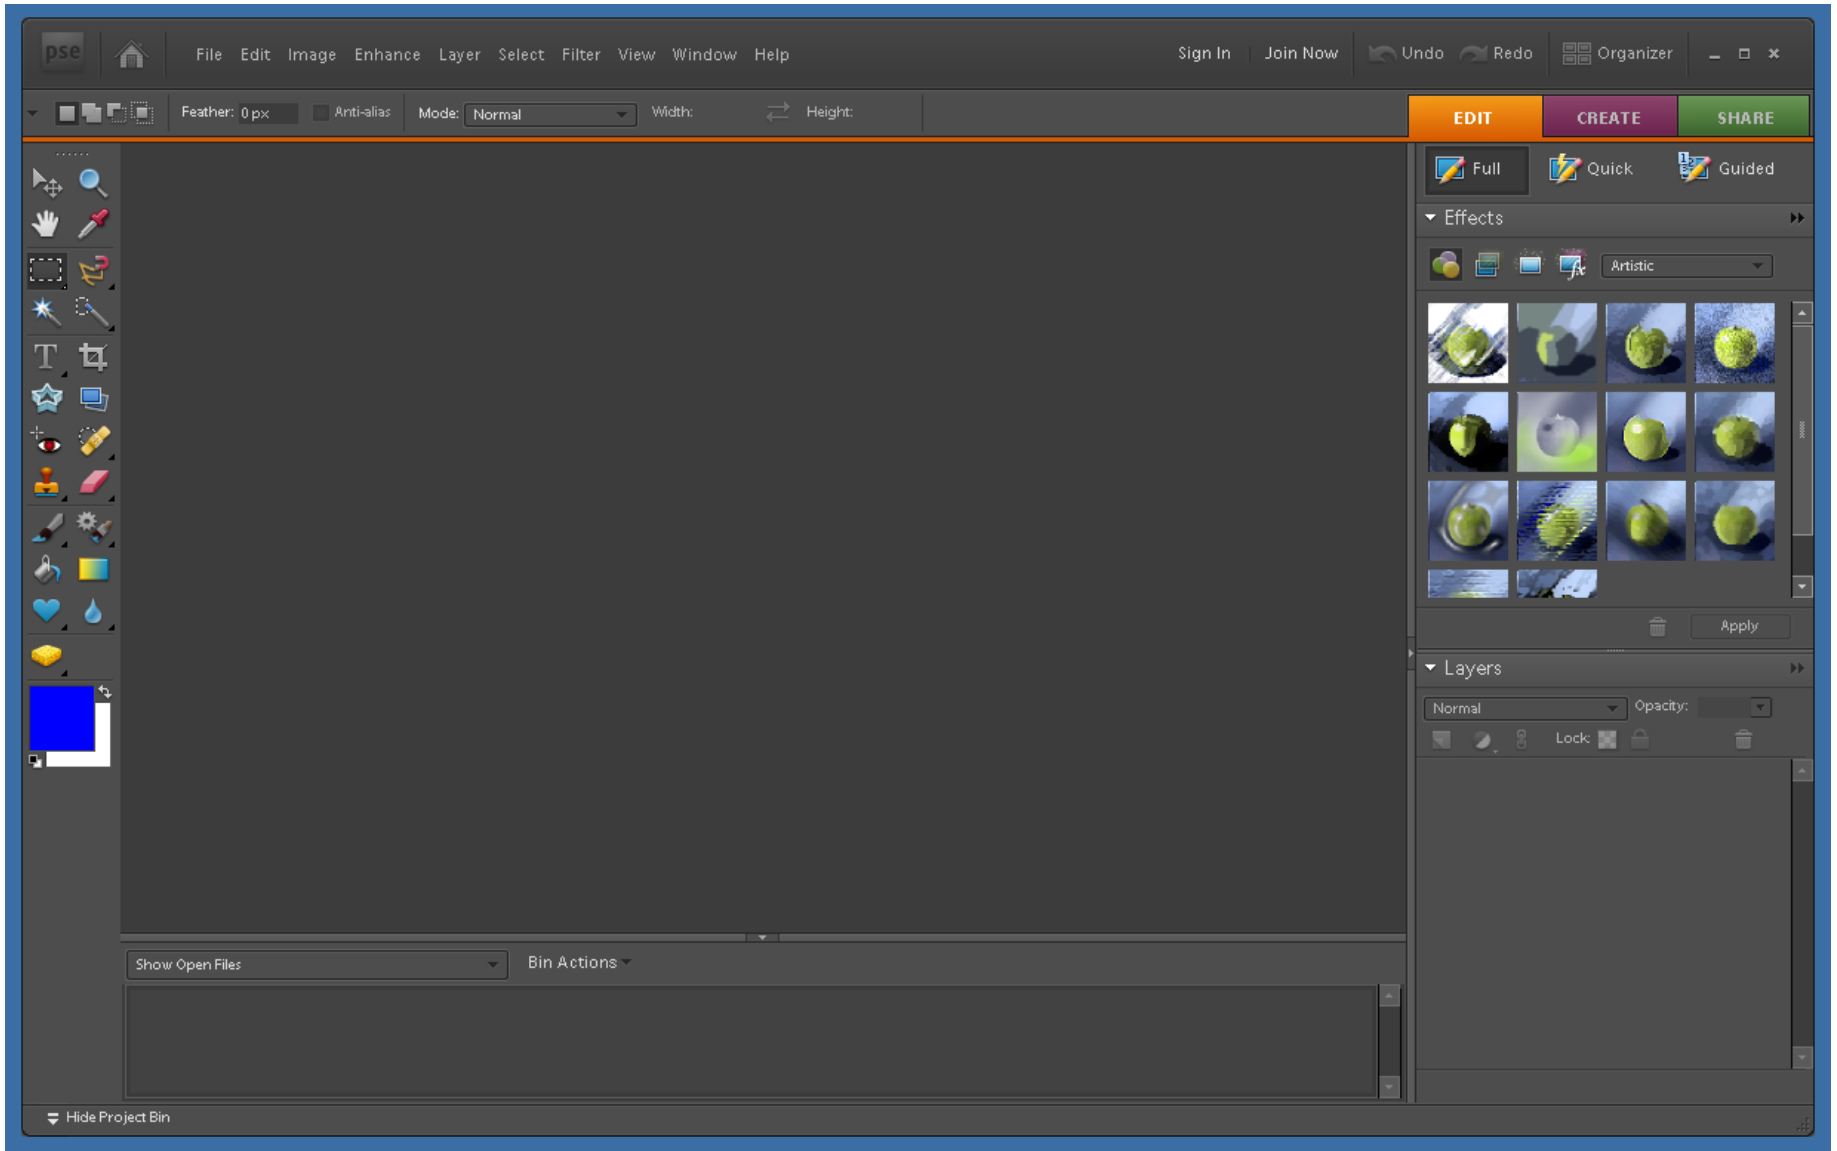 pse File Edit Image Enhance Layer Select Filter View Window Help Sign In Join Now Undo Redo Organizer
Feather: 0 px Anti-alias Mode: Normal Width: Height: EDIT CREATE SHARE
Full Quick Guided
Effects
Artistic
Apply
Layers
Normal Opacity:
Lock:
Show Open Files Bin Actions
Hide Project Bin